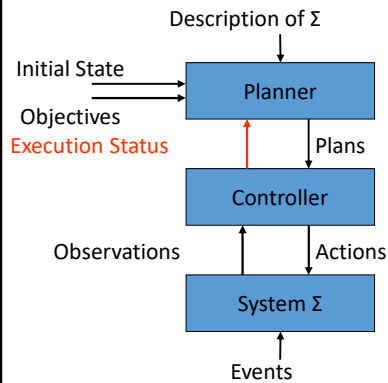 Description of Σ
Initial State
Planner
Objectives
Execution Status
Plans
Controller
Observations
Actions
System Σ
Events